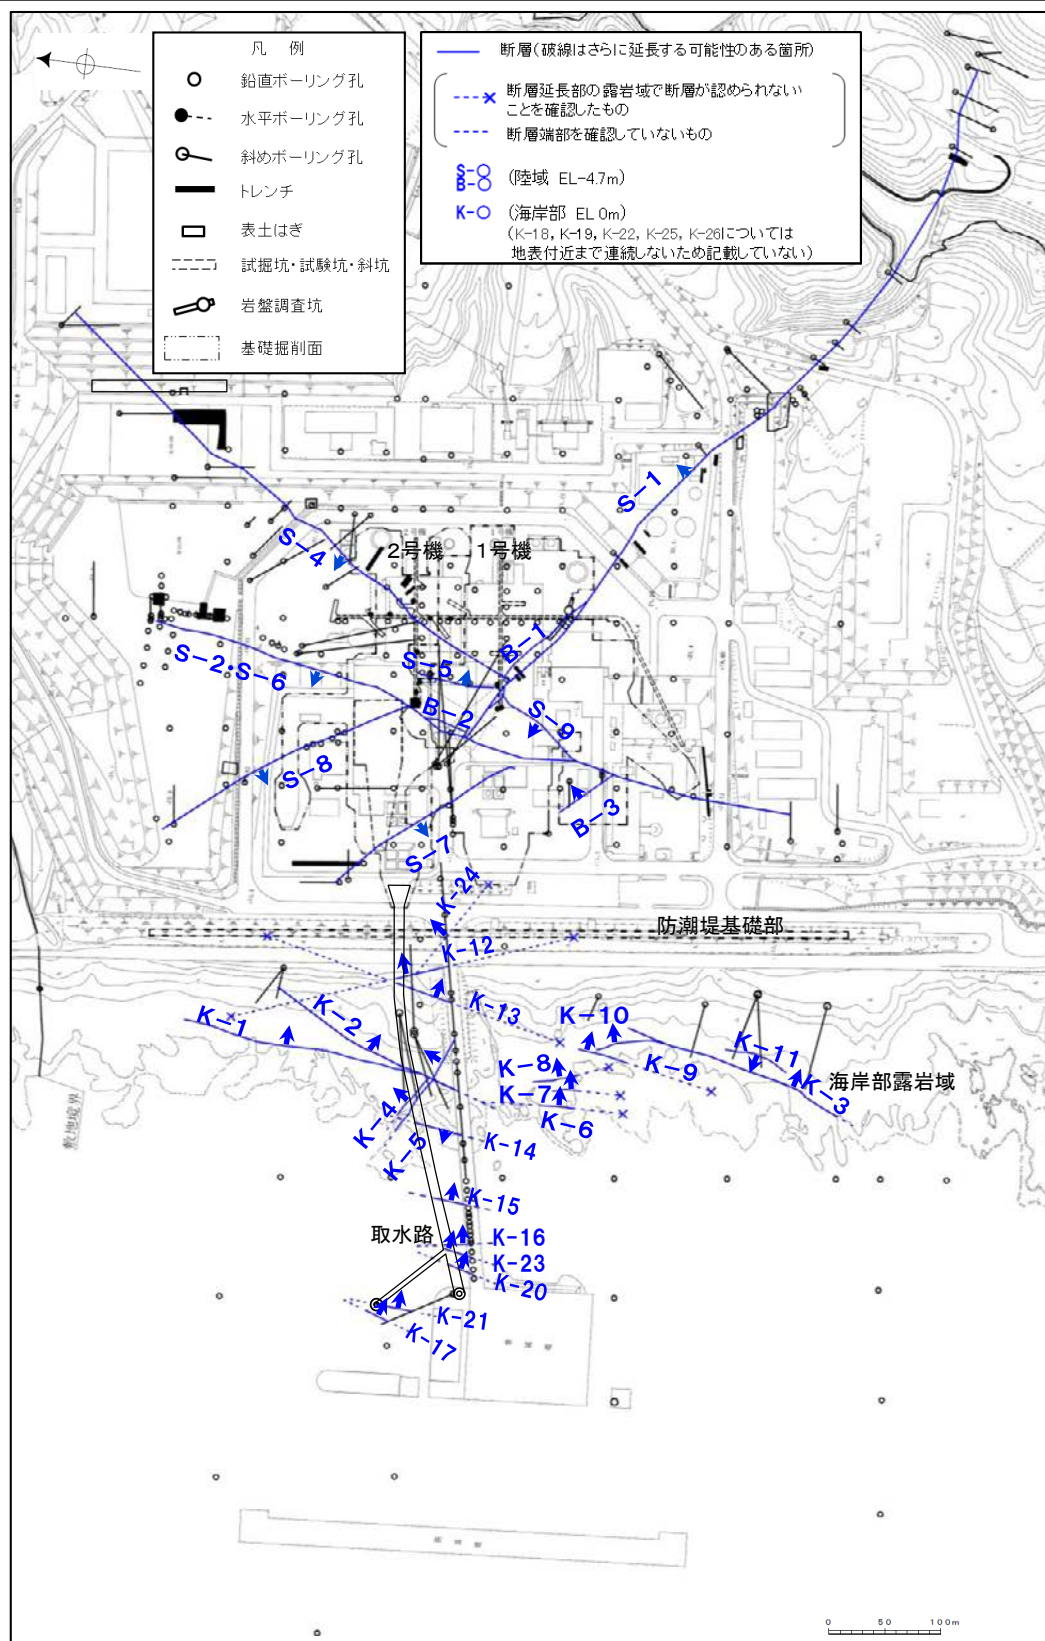 凡 例
鉛直ボーリング孔
水平ボーリング孔
斜めボーリング孔
トレンチ
表土はぎ
試掘坑・試験坑・斜坑
岩盤調査坑
基礎掘削面
断層(破線はさらに延長する可能性のある箇所)
断層延長部の露岩域で断層が認められない
ことを確認したもの
断層端部を確認していないもの
S-○
B-○
(陸域 EL-4.7m)
K-○
(海岸部 EL 0m)
(K-18, K-19, K-22, K-25, K-26については
地表付近まで連続しないため記載していない)
S-1
S-4
2号機
1号機
B-1
S-2・S-6
S-5
B-2
S-9
S-8
B-3
S-7
K-24
防潮堤基礎部
K-12
K-13
K-1
K-2
K-10
K-11
K-8
K-9
K-7
K-3
海岸部露岩域
K-6
K-4
K-5
K-14
敷地境界
K-15
取水路
K-16
K-23
K-20
K-21
K-17
0 50 100m